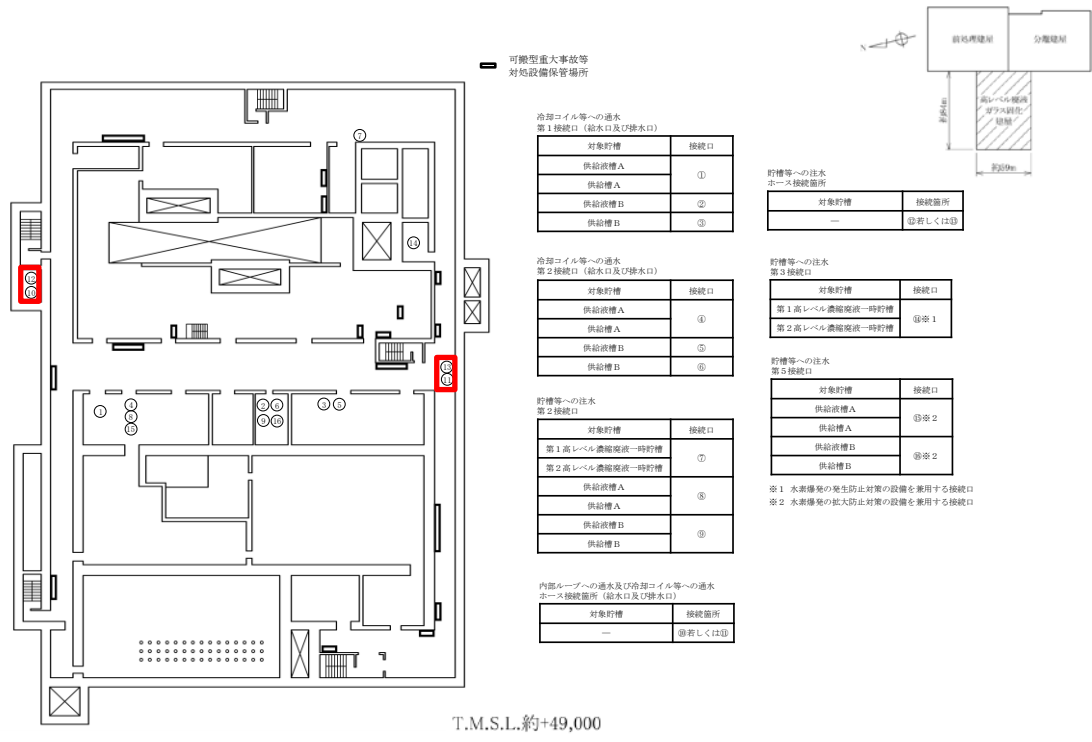 可搬型重大事故等
対処設備保管場所
N
前処理建屋
分離建屋
高レベル廃液
ガラス固化
建屋
約84m
約59m
冷却コイル等への通水
第1接続口（給水口及び排水口）
対象貯槽 接続口
供給液槽A ①
供給槽A
供給液槽B ②
供給槽B ③
冷却コイル等への通水
第2接続口（給水口及び排水口）
対象貯槽 接続口
供給液槽A ④
供給槽A
供給液槽B ⑤
供給槽B ⑥
貯槽等への注水
第2接続口
対象貯槽 接続口
第1高レベル濃縮廃液一時貯槽 ⑦
第2高レベル濃縮廃液一時貯槽
供給液槽A ⑧
供給槽A
供給液槽B ⑨
供給槽B
内部ループへの通水及び冷却コイル等への通水
ホース接続箇所（給水口及び排水口）
対象貯槽 接続箇所
― ⑩若しくは⑪
貯槽等への注水
ホース接続箇所
対象貯槽 接続箇所
― ⑫若しくは⑬
貯槽等への注水
第3接続口
対象貯槽 接続口
第1高レベル濃縮廃液一時貯槽 ⑭※1
第2高レベル濃縮廃液一時貯槽
貯槽等への注水
第5接続口
対象貯槽 接続口
供給液槽A ⑮※2
供給槽A
供給液槽B ⑯※2
供給槽B
※1 水素爆発の発生防止対策の設備を兼用する接続口
※2 水素爆発の拡大防止対策の設備を兼用する接続口
⑦
⑭
⑫
⑩
⑬
⑪
①
④
⑧
⑮
② ⑥
⑨ ⑯
③ ⑤
T.M.S.L.約+49,000